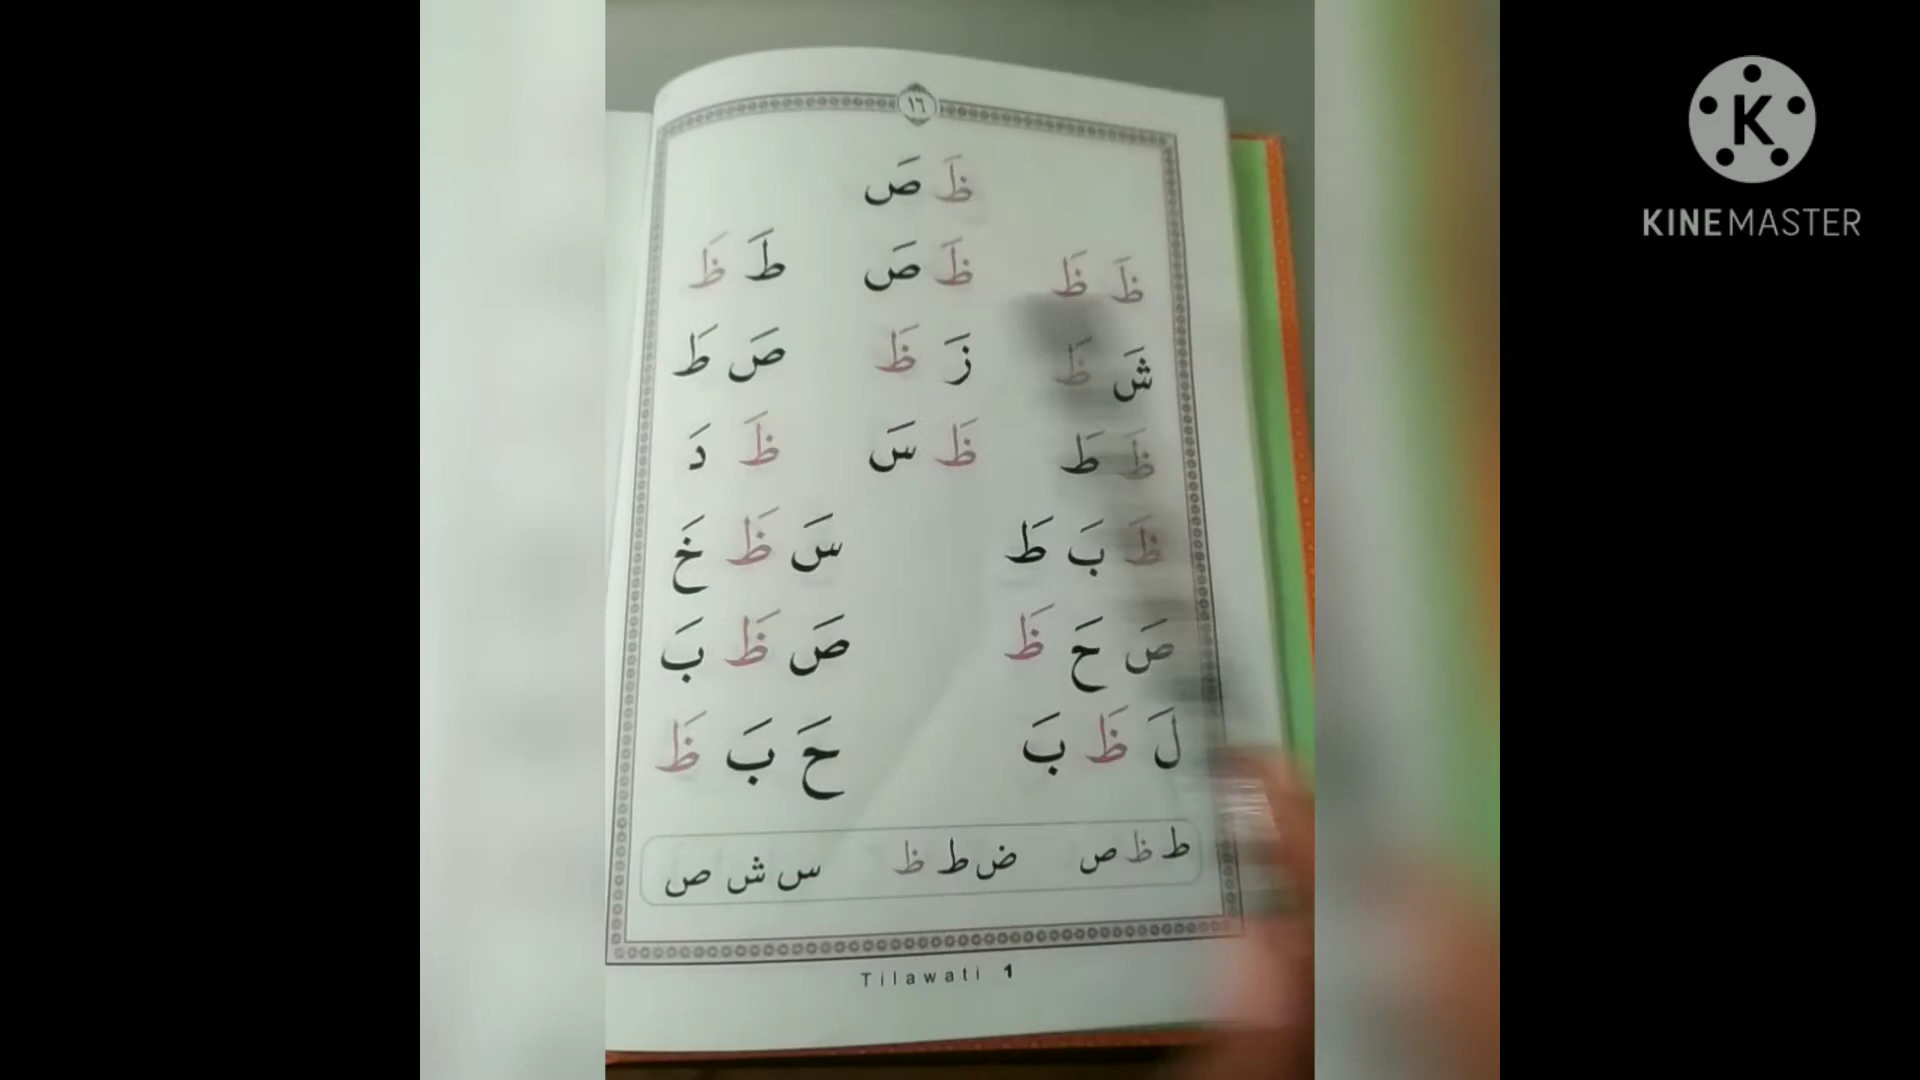 ١٦
ظَ صَ
ظَ ظَ ظَ صَ طَ ظَ
شَ ظَ زَ ظَ صَ طَ
ظَ طَ ظَ سَ ظَ دَ
ظَ بَ طَ سَ ظَ خَ
صَ حَ ظَ صَ ظَ بَ
لَ ظَ بَ حَ بَ ظَ
ط ظ ص ض ط ظ س ش ص
Tilawati 1
K
KINEMASTER